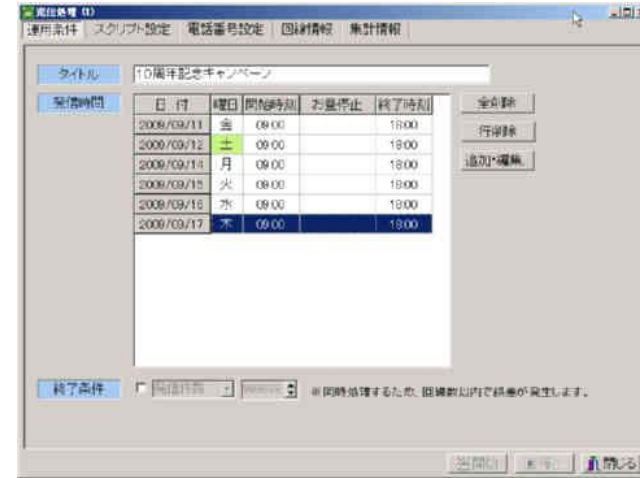 発信処理 (1)
運用条件 スクリプト設定 電話番号設定 回線情報 集計情報
タイトル 10周年記念キャンペーン
発信時間 日 付 曜日 開始時刻 お昼停止 終了時刻 全削除
2009/09/11 金 09:00 18:00 行削除
2009/09/12 土 09:00 18:00
2009/09/14 月 09:00 18:00 追加・編集
2009/09/15 火 09:00 18:00
2009/09/16 水 09:00 18:00
2009/09/17 木 09:00 18:00
終了条件 発信件数 ※同時処理するため、回線数以内で誤差が発生します。
閉じる